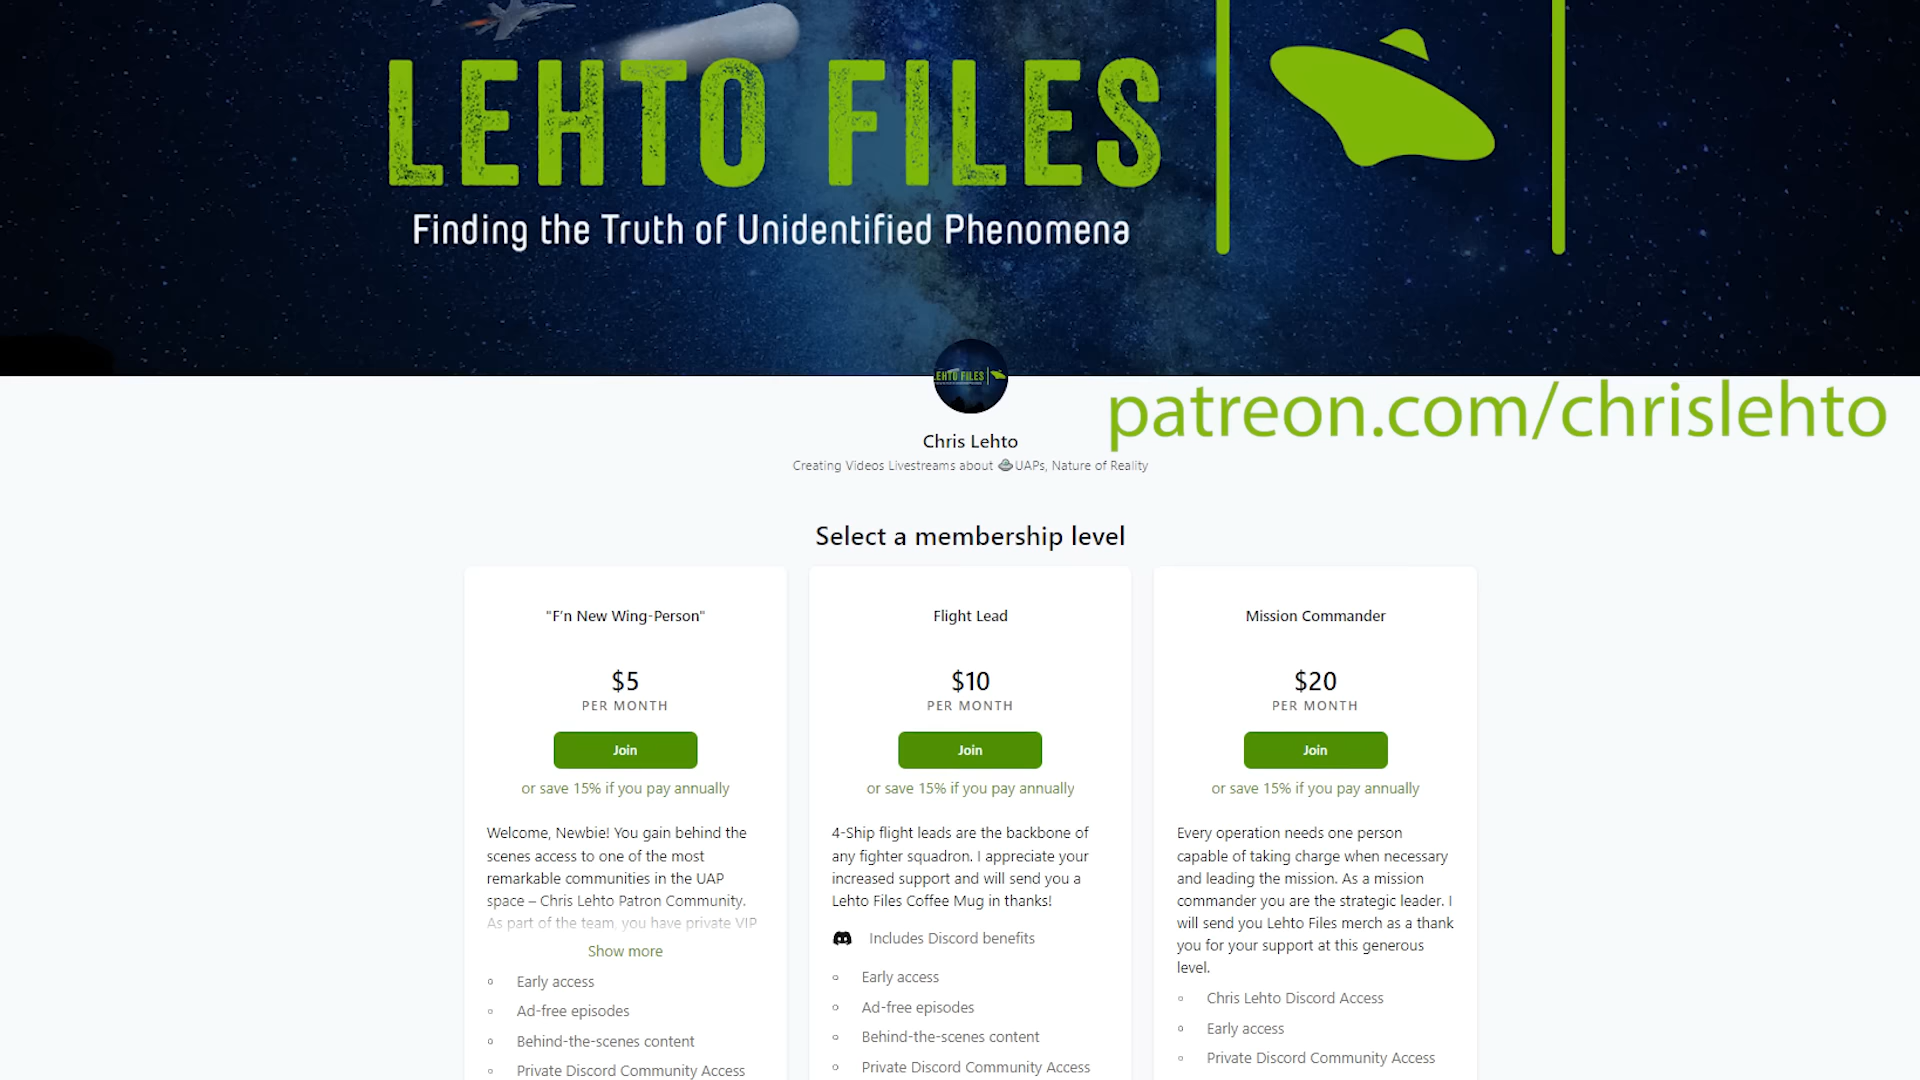 LEHTO FILES
Finding the Truth of Unidentified Phenomena
LEHTO FILES
patreon.com/chrislehto
Chris Lehto
Creating Videos Livestreams about 🛸UAPs, Nature of Reality
Select a membership level
"F'n New Wing-Person"
$5
PER MONTH
Join
or save 15% if you pay annually
Welcome, Newbie! You gain behind the
scenes access to one of the most
remarkable communities in the UAP
space – Chris Lehto Patron Community.
As part of the team, you have private VIP
Show more
Early access
Ad-free episodes
Behind-the-scenes content
Private Discord Community Access
Flight Lead
$10
PER MONTH
Join
or save 15% if you pay annually
4-Ship flight leads are the backbone of
any fighter squadron. I appreciate your
increased support and will send you a
Lehto Files Coffee Mug in thanks!
Includes Discord benefits
Early access
Ad-free episodes
Behind-the-scenes content
Private Discord Community Access
Mission Commander
$20
PER MONTH
Join
or save 15% if you pay annually
Every operation needs one person
capable of taking charge when necessary
and leading the mission. As a mission
commander you are the strategic leader. I
will send you Lehto Files merch as a thank
you for your support at this generous
level.
Chris Lehto Discord Access
Early access
Private Discord Community Access